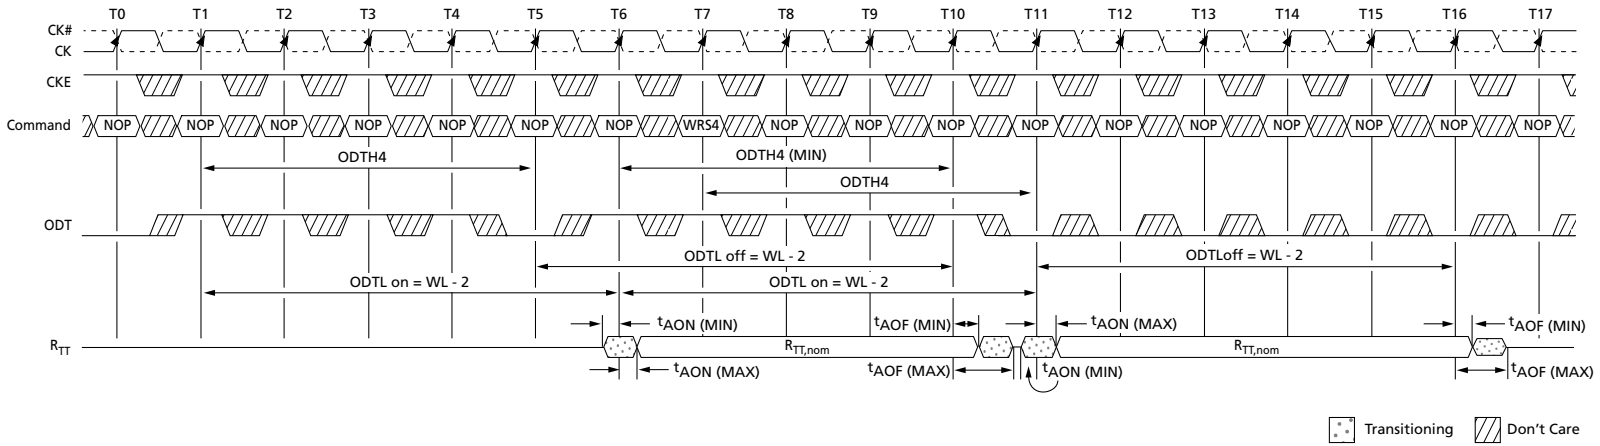 T0 T1 T2 T3 T4 T5 T6 T7 T8 T9 T10 T11 T12 T13 T14 T15 T16 T17
CK#
CK
CKE
Command NOP NOP NOP NOP NOP NOP NOP WRS4 NOP NOP NOP NOP NOP NOP NOP NOP NOP NOP
ODTH4 ODTH4 (MIN)
ODTH4
ODT
ODTL off = WL - 2 ODTLoff = WL - 2
ODTL on = WL - 2 ODTL on = WL - 2
tAON (MIN) tAOF (MIN) tAON (MAX) tAOF (MIN)
RTT RTT,nom RTT,nom
tAON (MAX) tAOF (MAX) tAON (MIN) tAOF (MAX)
Transitioning Don't Care